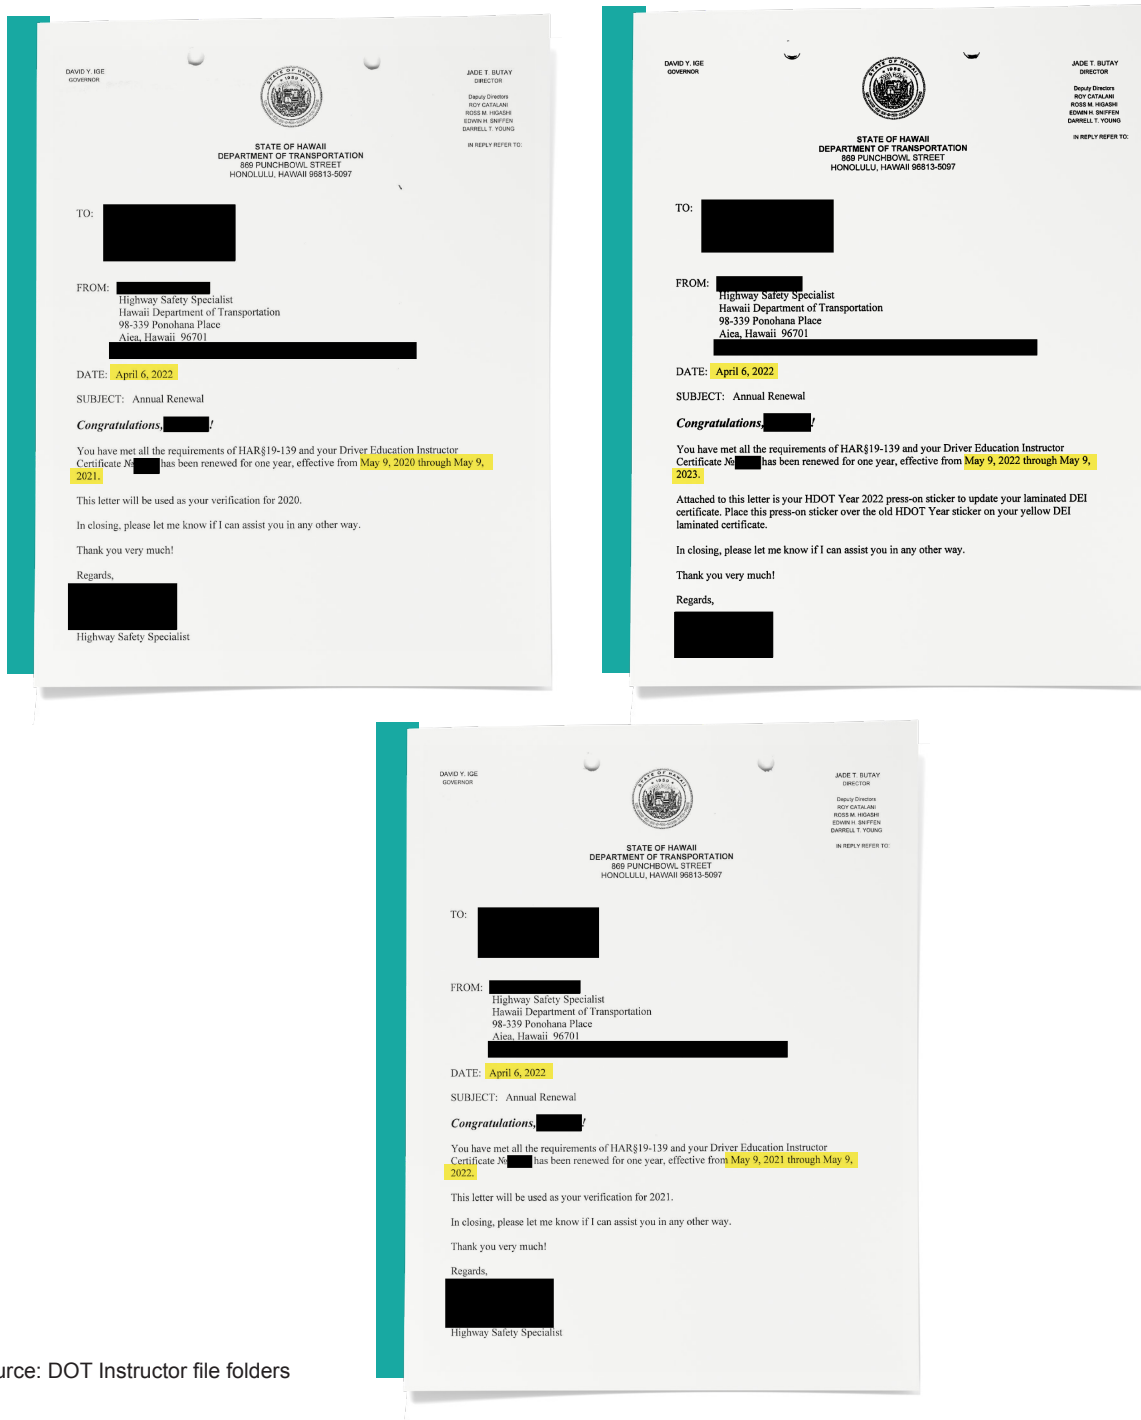 DAVID Y. IGE
GOVERNOR
STATE OF HAWAII
1959
JADE T. BUTAY
DIRECTOR
Deputy Directors
ROY CATALANI
ROSS M. HIGASHI
EDWIN H. SNIFFEN
DARRELL T. YOUNG
IN REPLY REFER TO:
STATE OF HAWAII
DEPARTMENT OF TRANSPORTATION
869 PUNCHBOWL STREET
HONOLULU, HAWAII 96813-5097
TO:
FROM:
Highway Safety Specialist
Hawaii Department of Transportation
98-339 Ponohana Place
Aiea, Hawaii 96701
DATE: April 6, 2022
SUBJECT: Annual Renewal
Congratulations, !
You have met all the requirements of HAR§19-139 and your Driver Education Instructor
Certificate № has been renewed for one year, effective from May 9, 2020 through May 9,
2021.
This letter will be used as your verification for 2020.
In closing, please let me know if I can assist you in any other way.
Thank you very much!
Regards,
Highway Safety Specialist
DAVID Y. IGE
GOVERNOR
STATE OF HAWAII
1959
JADE T. BUTAY
DIRECTOR
Deputy Directors
ROY CATALANI
ROSS M. HIGASHI
EDWIN H. SNIFFEN
DARRELL T. YOUNG
IN REPLY REFER TO:
STATE OF HAWAII
DEPARTMENT OF TRANSPORTATION
869 PUNCHBOWL STREET
HONOLULU, HAWAII 96813-5097
TO:
FROM:
Highway Safety Specialist
Hawaii Department of Transportation
98-339 Ponohana Place
Aiea, Hawaii 96701
DATE: April 6, 2022
SUBJECT: Annual Renewal
Congratulations, !
You have met all the requirements of HAR§19-139 and your Driver Education Instructor
Certificate № has been renewed for one year, effective from May 9, 2022 through May 9,
2023.
Attached to this letter is your HDOT Year 2022 press-on sticker to update your laminated DEI
certificate. Place this press-on sticker over the old HDOT Year sticker on your yellow DEI
laminated certificate.
In closing, please let me know if I can assist you in any other way.
Thank you very much!
Regards,
DAVID Y. IGE
GOVERNOR
STATE OF HAWAII
1959
JADE T. BUTAY
DIRECTOR
Deputy Directors
ROY CATALANI
ROSS M. HIGASHI
EDWIN H. SNIFFEN
DARRELL T. YOUNG
IN REPLY REFER TO:
STATE OF HAWAII
DEPARTMENT OF TRANSPORTATION
869 PUNCHBOWL STREET
HONOLULU, HAWAII 96813-5097
TO:
FROM:
Highway Safety Specialist
Hawaii Department of Transportation
98-339 Ponohana Place
Aiea, Hawaii 96701
DATE: April 6, 2022
SUBJECT: Annual Renewal
Congratulations, !
You have met all the requirements of HAR§19-139 and your Driver Education Instructor
Certificate № has been renewed for one year, effective from May 9, 2021 through May 9,
2022.
This letter will be used as your verification for 2021.
In closing, please let me know if I can assist you in any other way.
Thank you very much!
Regards,
Highway Safety Specialist
urce: DOT Instructor file folders